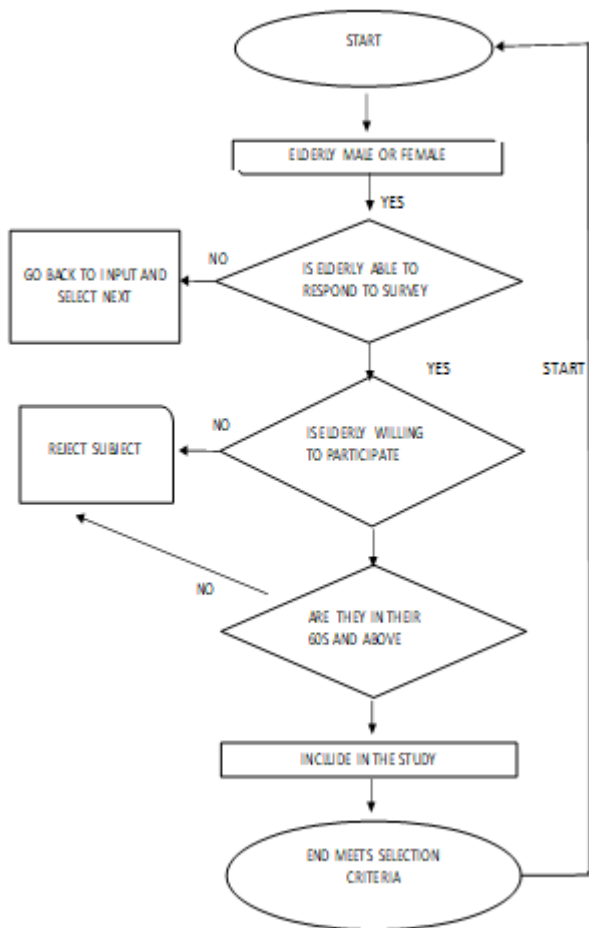 START
ELDERLY MALE OR FEMALE
YES
NO
IS ELDERLY ABLE TO
RESPOND TO SURVEY
GO BACK TO INPUT AND
SELECT NEXT
YES
START
NO
IS ELDERLY WILLING
TO PARTICIPATE
REJECT SUBJECT
NO
ARE THEY IN THEIR
60S AND ABOVE
INCLUDE IN THE STUDY
END MEETS SELECTION
CRITERIA